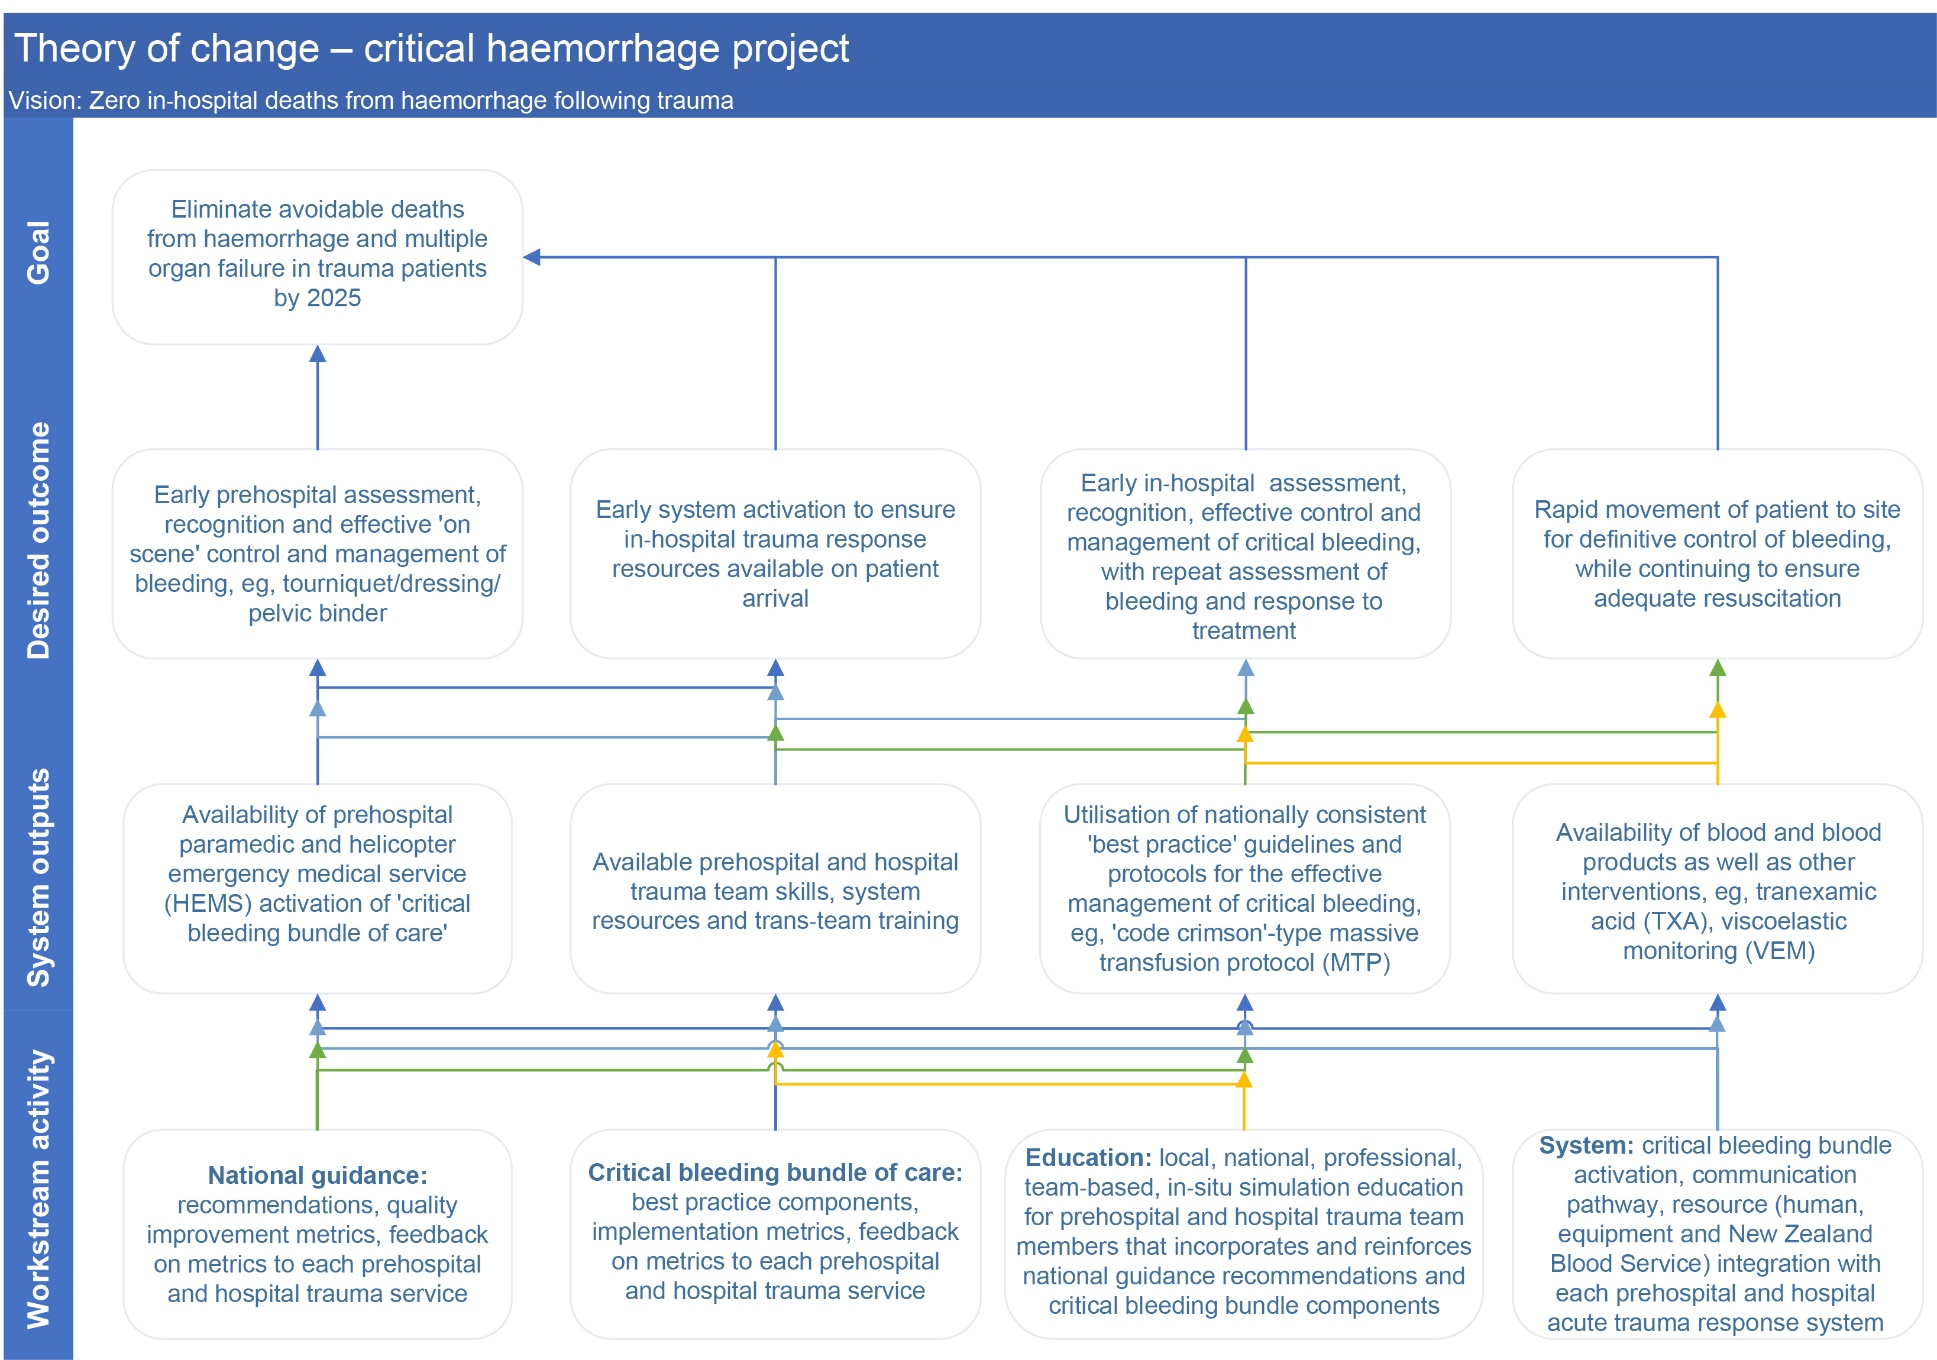 Theory of change – critical haemorrhage project
Vision: Zero in-hospital deaths from haemorrhage following trauma
Goal
Eliminate avoidable deaths
from haemorrhage and multiple
organ failure in trauma patients
by 2025
Desired outcome
Early prehospital assessment,
recognition and effective 'on
scene' control and management of
bleeding, eg, tourniquet/dressing/
pelvic binder
Early system activation to ensure
in-hospital trauma response
resources available on patient
arrival
Early in-hospital assessment,
recognition, effective control and
management of critical bleeding,
with repeat assessment of
bleeding and response to
treatment
Rapid movement of patient to site
for definitive control of bleeding,
while continuing to ensure
adequate resuscitation
System outputs
Availability of prehospital
paramedic and helicopter
emergency medical service
(HEMS) activation of 'critical
bleeding bundle of care'
Available prehospital and hospital
trauma team skills, system
resources and trans-team training
Utilisation of nationally consistent
'best practice' guidelines and
protocols for the effective
management of critical bleeding,
eg, 'code crimson'-type massive
transfusion protocol (MTP)
Availability of blood and blood
products as well as other
interventions, eg, tranexamic
acid (TXA), viscoelastic
monitoring (VEM)
Workstream activity
National guidance:
recommendations, quality
improvement metrics, feedback
on metrics to each prehospital
and hospital trauma service
Critical bleeding bundle of care:
best practice components,
implementation metrics, feedback
on metrics to each prehospital
and hospital trauma service
Education: local, national, professional,
team-based, in-situ simulation education
for prehospital and hospital trauma team
members that incorporates and reinforces
national guidance recommendations and
critical bleeding bundle components
System: critical bleeding bundle
activation, communication
pathway, resource (human,
equipment and New Zealand
Blood Service) integration with
each prehospital and hospital
acute trauma response system